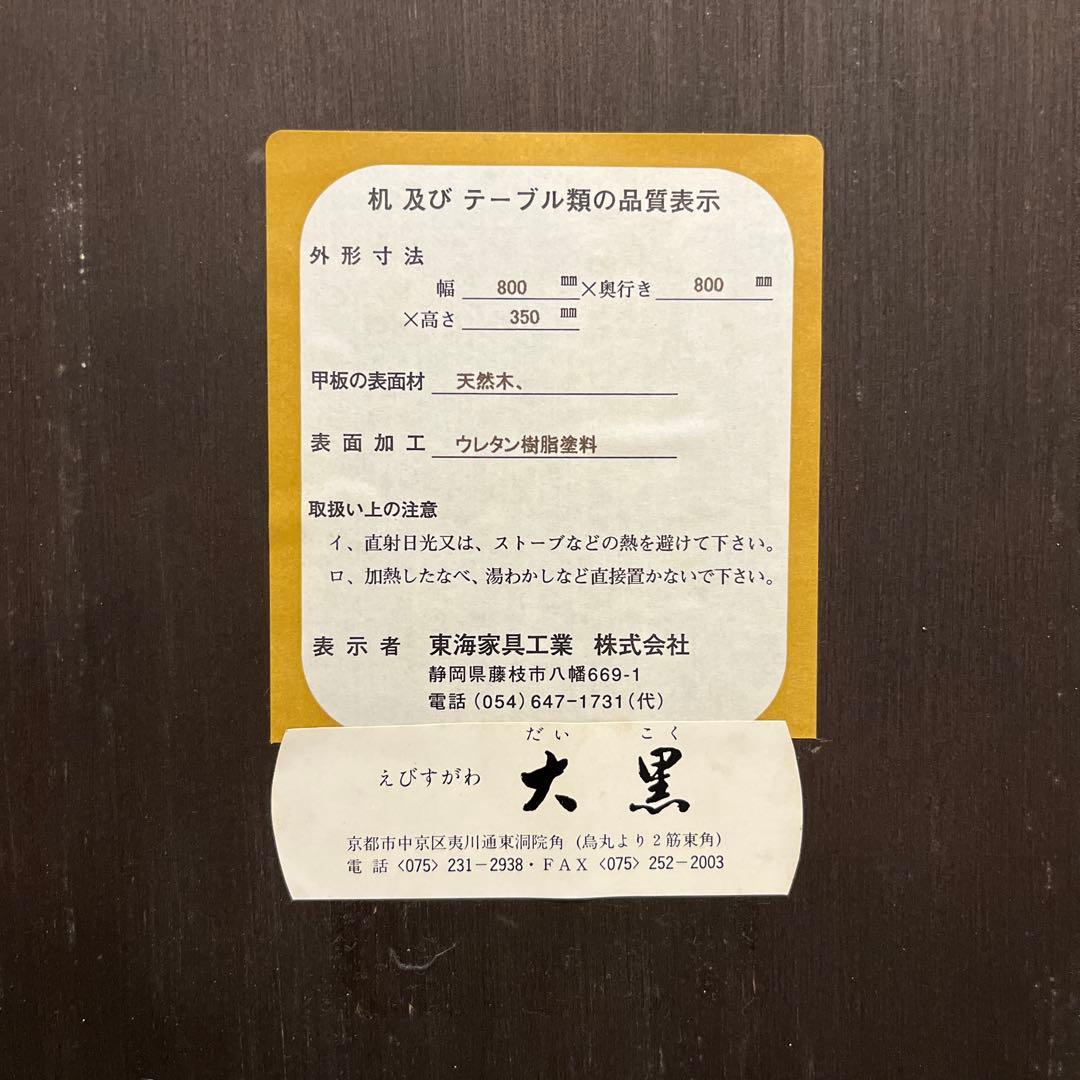 机 及び テーブル類の品質表示
外形寸法
幅 800 mm ×奥行き 800 mm
×高さ 350 mm
甲板の表面材 天然木、
表面加工 ウレタン樹脂塗料
取扱い上の注意
イ、直射日光又は、ストーブなどの熱を避けて下さい。
ロ、加熱したなべ、湯わかしなど直接置かないで下さい。
表示者 東海家具工業 株式会社
静岡県藤枝市八幡669-1
電話(054)647-1731(代)
だい こく
えびすがわ 大黒
京都市中京区夷川通東洞院角(烏丸より2筋東角)
電話〈075〉231-2938・FAX〈075〉252-2003